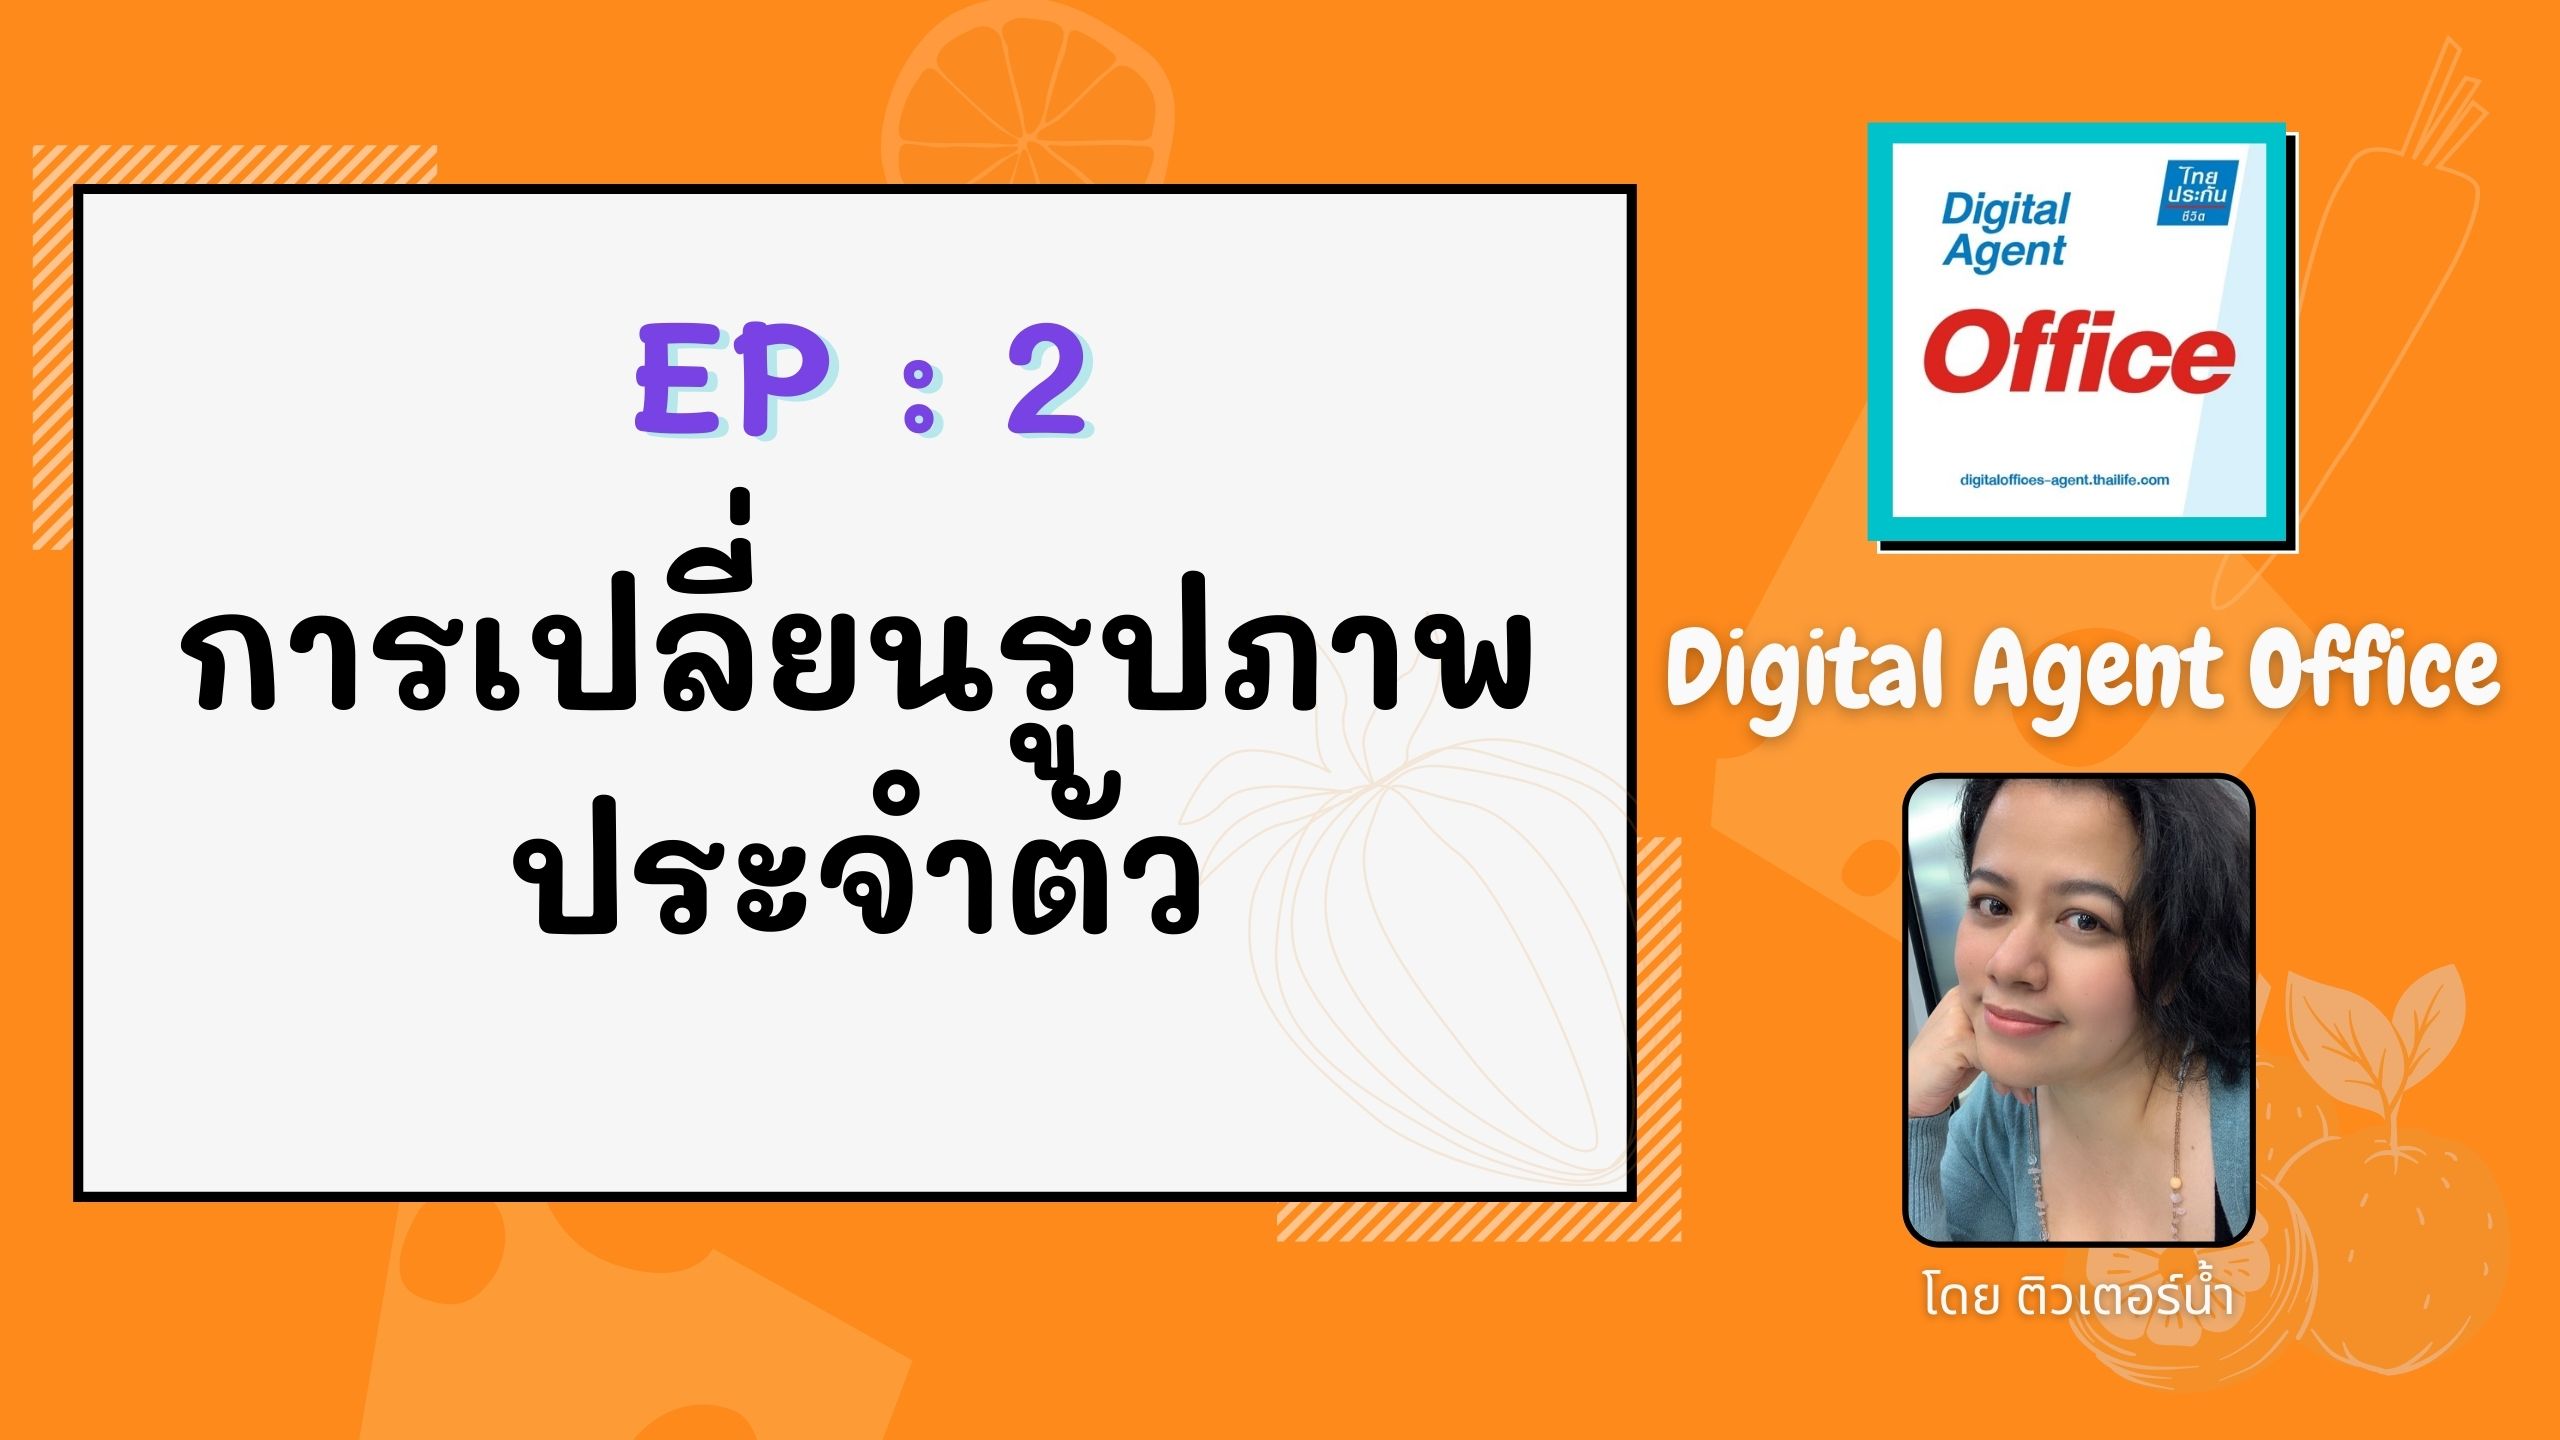 EP : 2
การเปลี่ยนรูปภาพ
ประจำตัว
Digital
Agent
Office
ไทย
ประกัน
ชีวิต
digitaloffices-agent.thailife.com
Digital Agent Office
โดย ติวเตอร์น้ำ